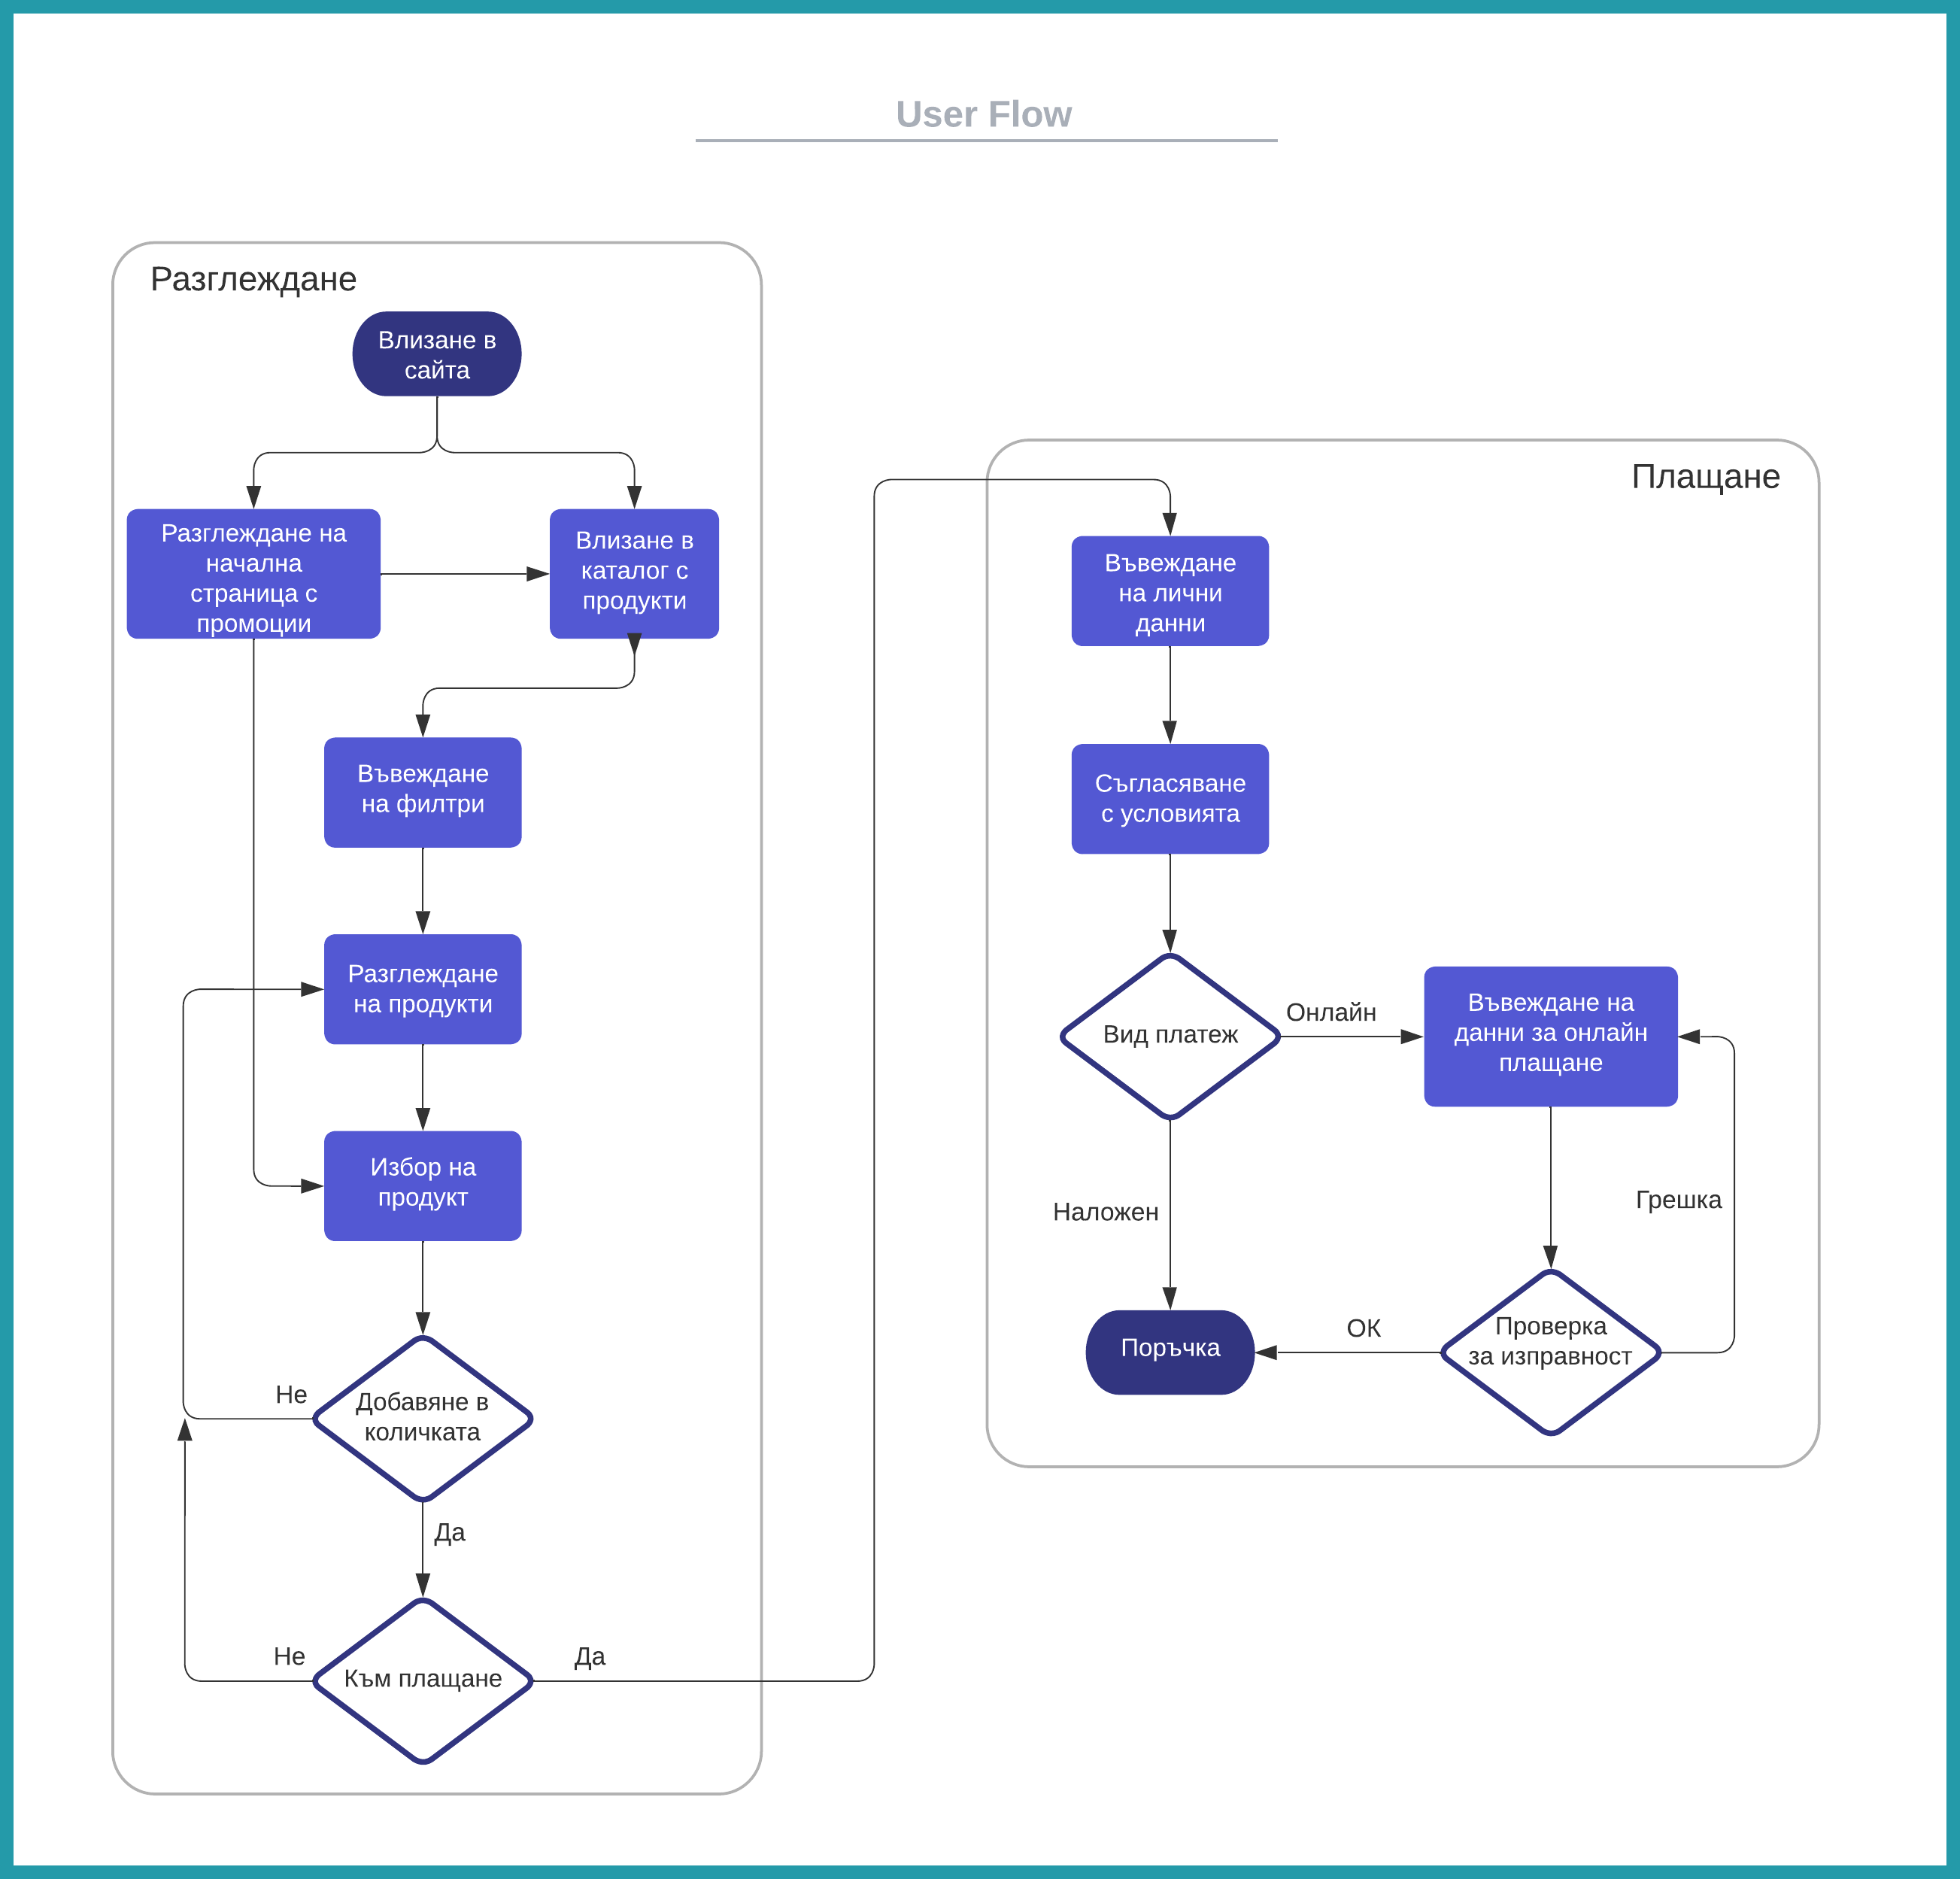 User Flow
Разглеждане
Влизане в
сайта
Разглеждане на
начална
страница с
промоции
Влизане в
каталог с
продукти
Въвеждане
на филтри
Разглеждане
на продукти
Избор на
продукт
Не
Добавяне в
количката
Да
Не
Към плащане
Да
Плащане
Въвеждане
на лични
данни
Съгласяване
с условията
Вид платеж
Онлайн
Въвеждане на
данни за онлайн
плащане
Наложен
Грешка
Поръчка
ОК
Проверка
за изправност